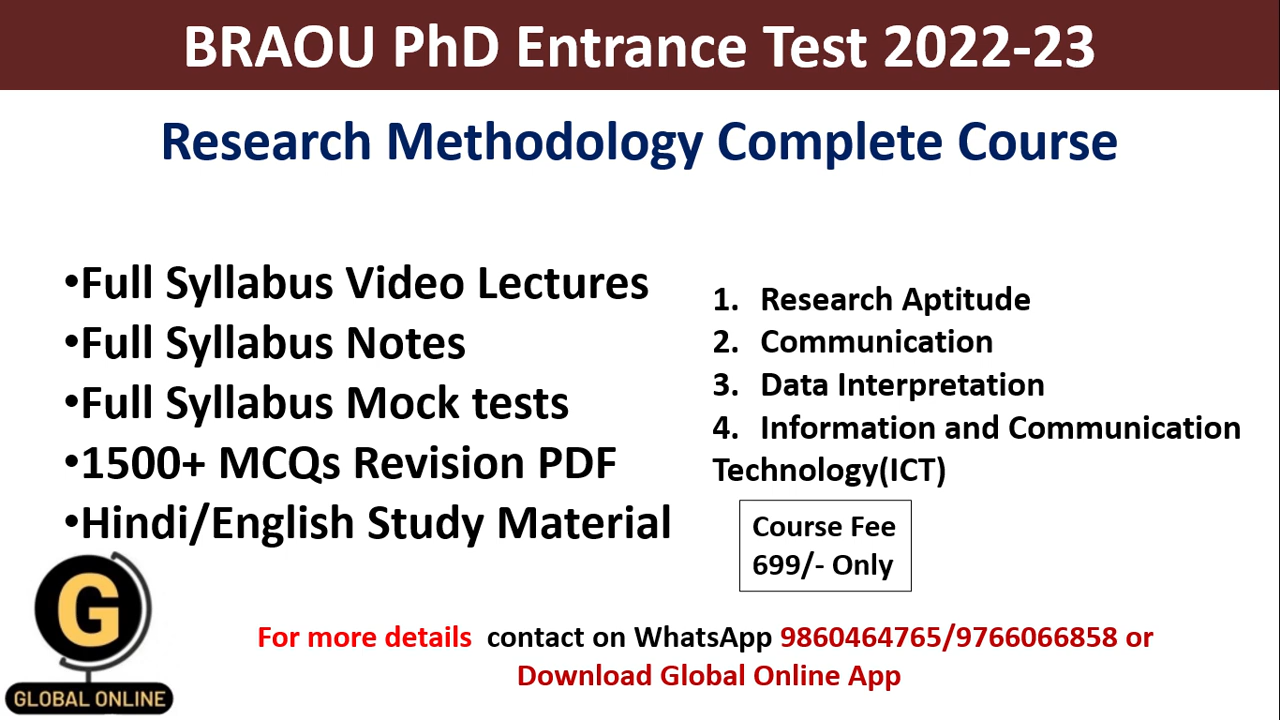 BRAOU PhD Entrance Test 2022-23
Research Methodology Complete Course
•Full Syllabus Video Lectures
•Full Syllabus Notes
•Full Syllabus Mock tests
•1500+ MCQs Revision PDF
•Hindi/English Study Material
1. Research Aptitude
2. Communication
3. Data Interpretation
4. Information and Communication
Technology(ICT)
Course Fee
699/- Only
G
GLOBAL ONLINE
For more details contact on WhatsApp 9860464765/9766066858 or
Download Global Online App